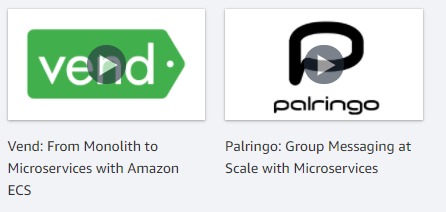 vend
palringo
Vend: From Monolith to
Microservices with Amazon
ECS
Palringo: Group Messaging at
Scale with Microservices